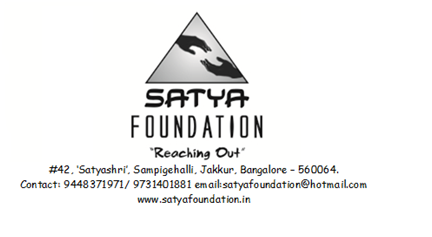 SATYA
FOUNDATION
"Reaching Out"
#42, 'Satyashri', Sampigehalli, Jakkur, Bangalore – 560064.
Contact: 9448371971/ 9731401881 email:satyafoundation@hotmail.com
www.satyafoundation.in